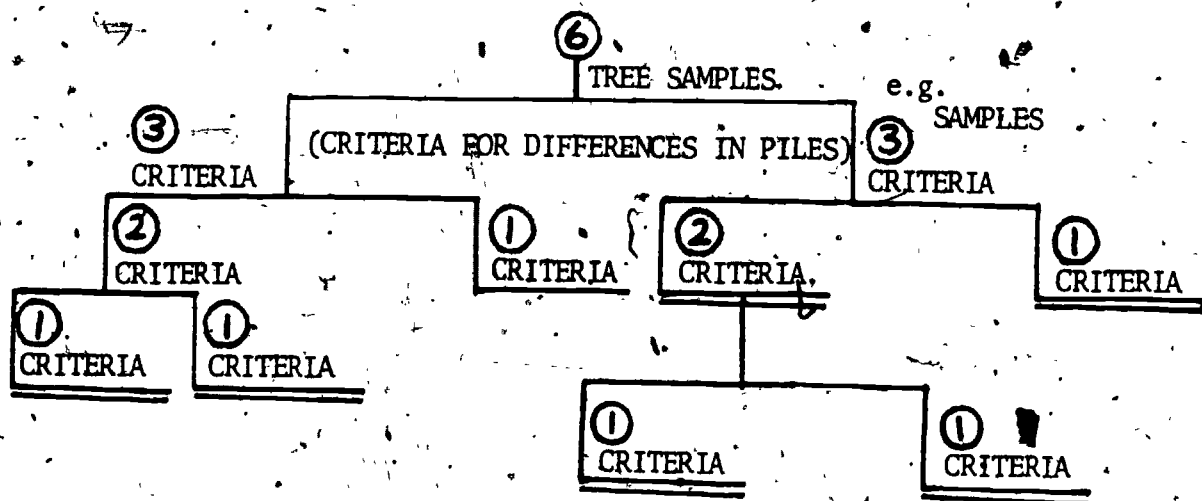 6
TREE SAMPLES.
e.g.
SAMPLES
3
(CRITERIA FOR DIFFERENCES IN PILES)
3
CRITERIA
CRITERIA
2
1
2
1
CRITERIA
CRITERIA
CRITERIA
CRITERIA
1
1
CRITERIA
CRITERIA
1
1
CRITERIA
CRITERIA